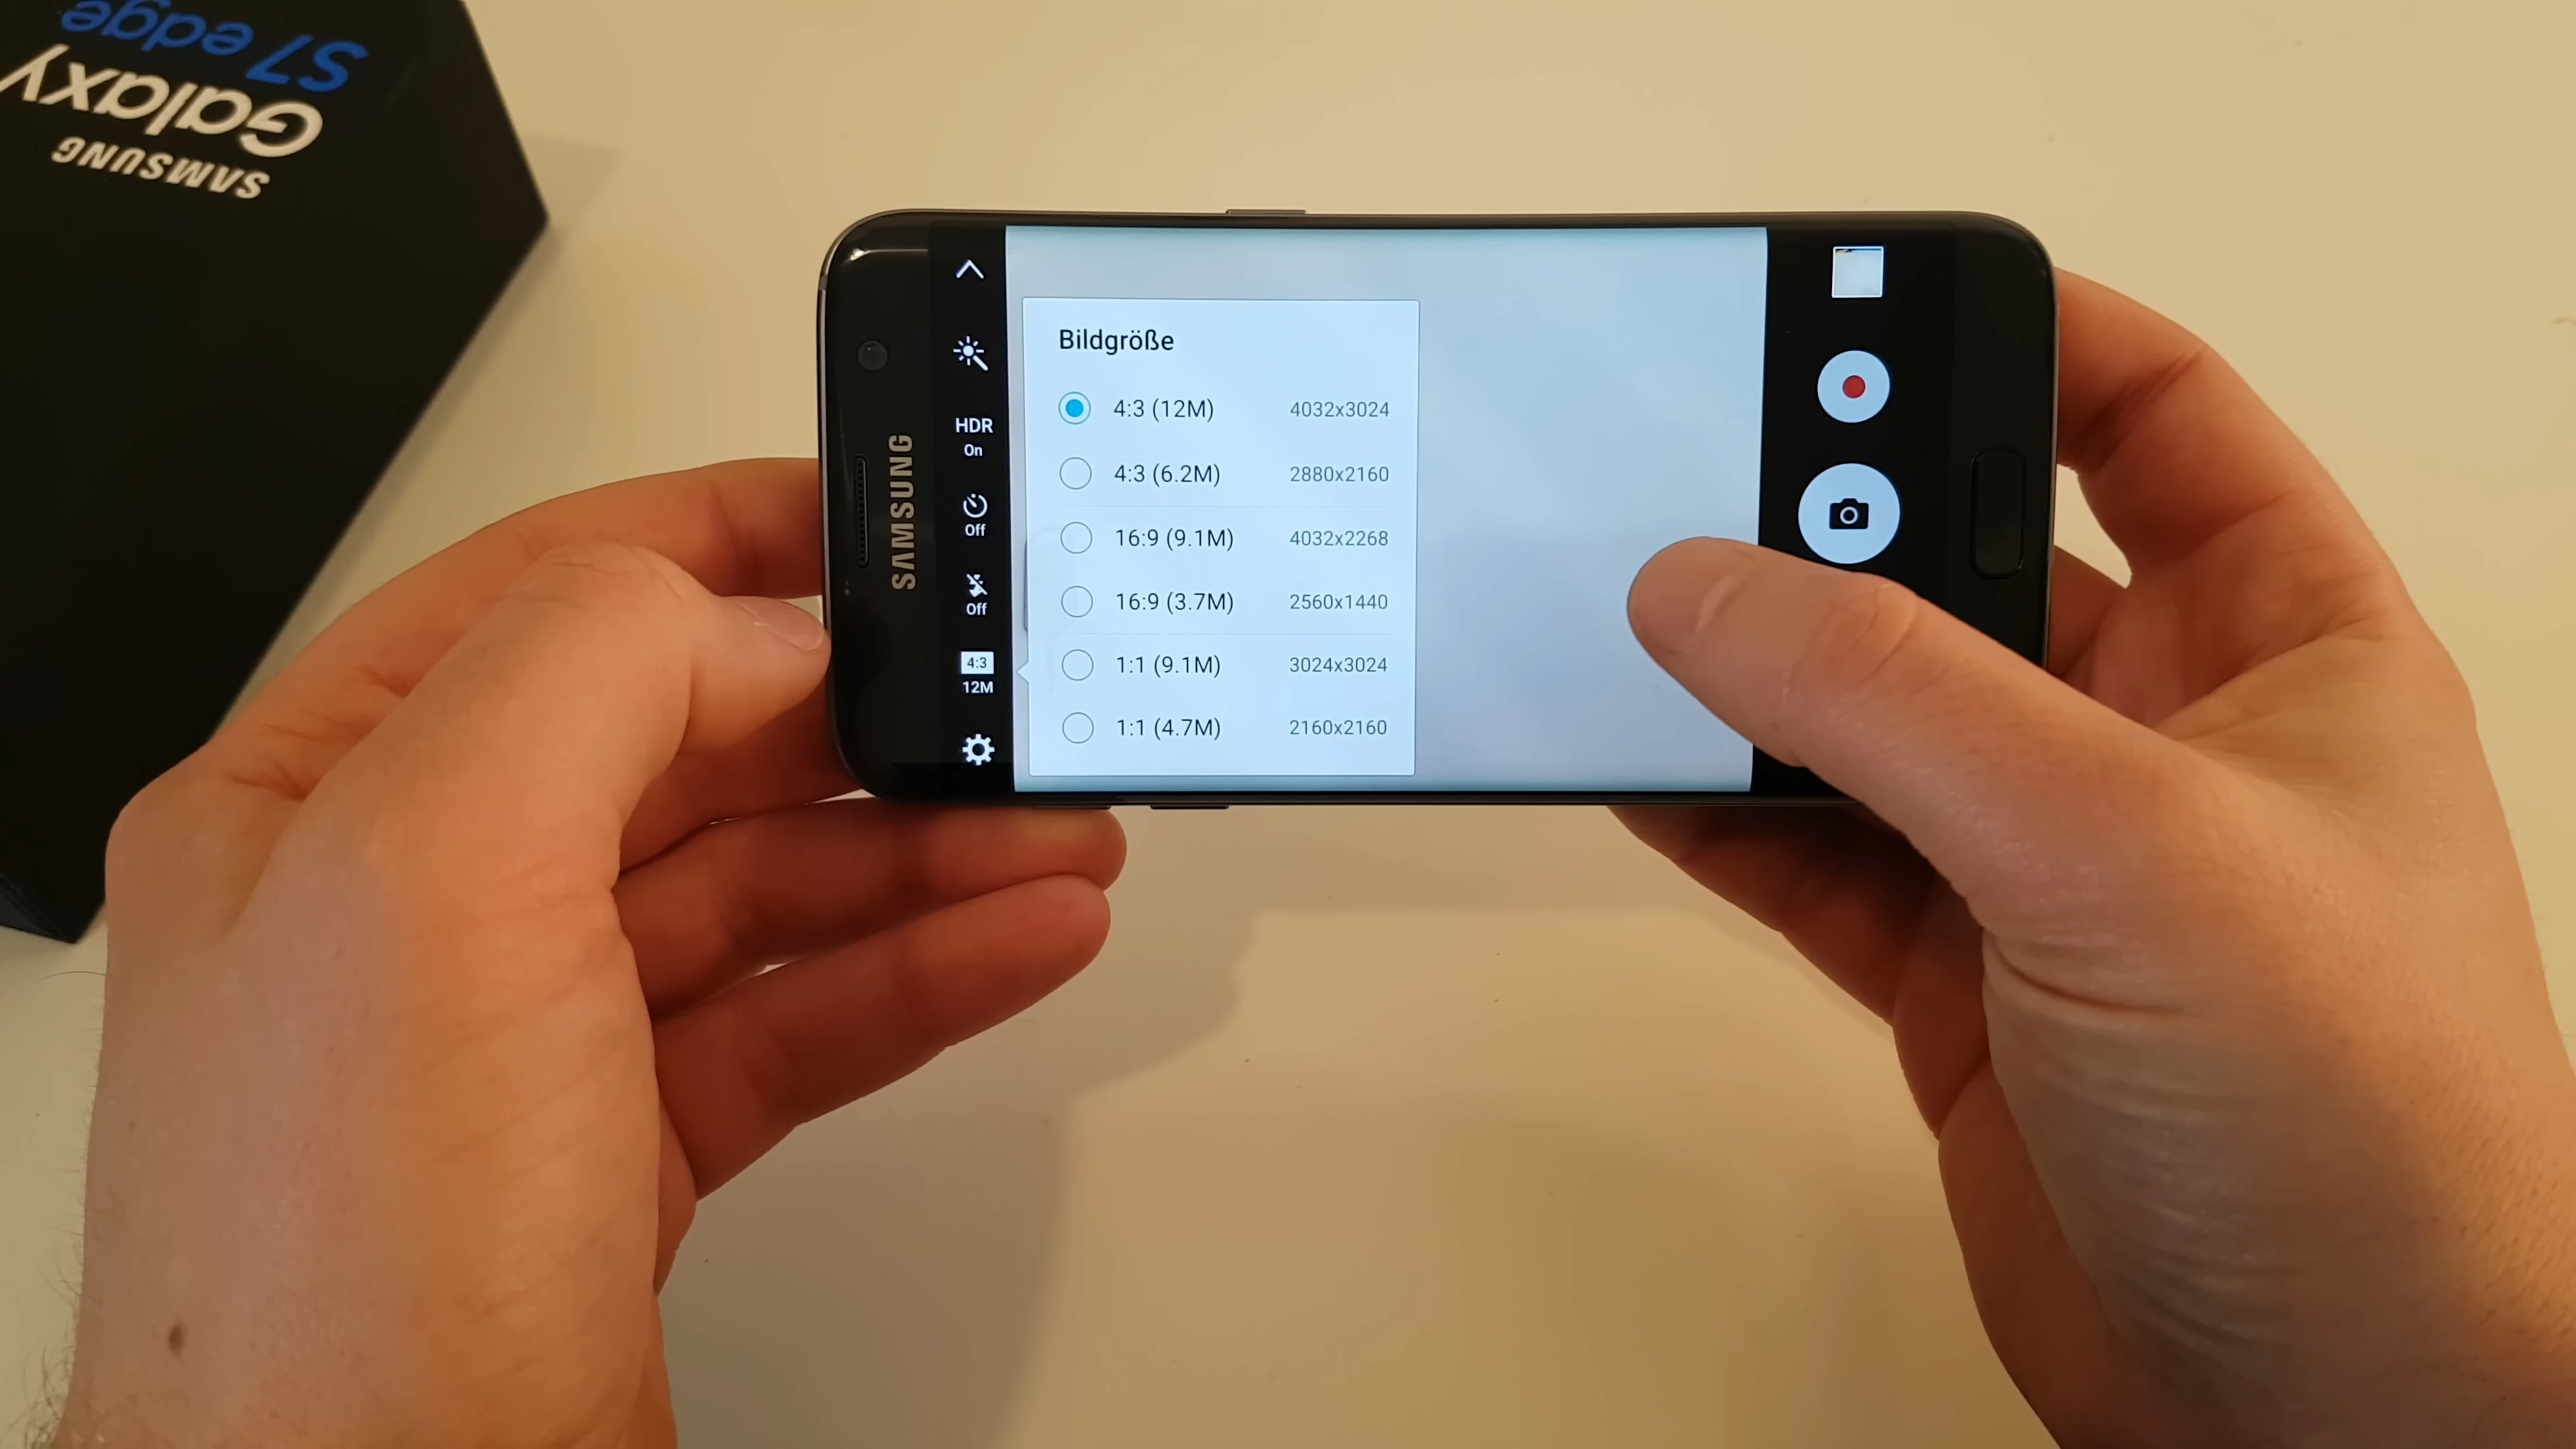 SAMSUNG
Galaxy
S7 edge
SAMSUNG
HDR
On
Off
Off
4:3
12M
Bildgröße
4:3 (12M) 4032x3024
4:3 (6.2M) 2880x2160
16:9 (9.1M) 4032x2268
16:9 (3.7M) 2560x1440
1:1 (9.1M) 3024x3024
1:1 (4.7M) 2160x2160